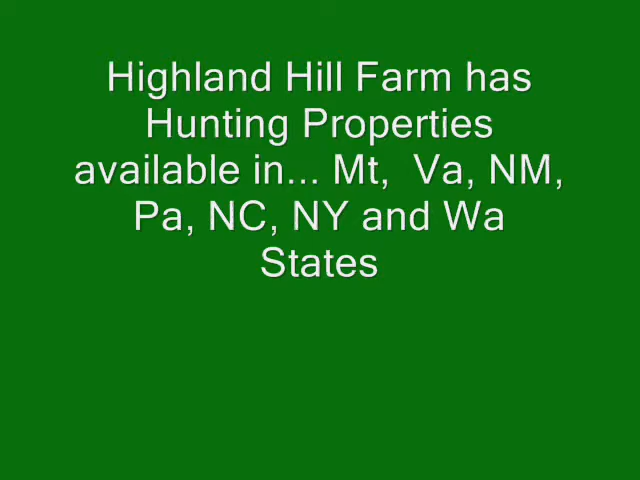 Highland Hill Farm has
Hunting Properties
available in... Mt,  Va, NM,
Pa, NC, NY and Wa
States